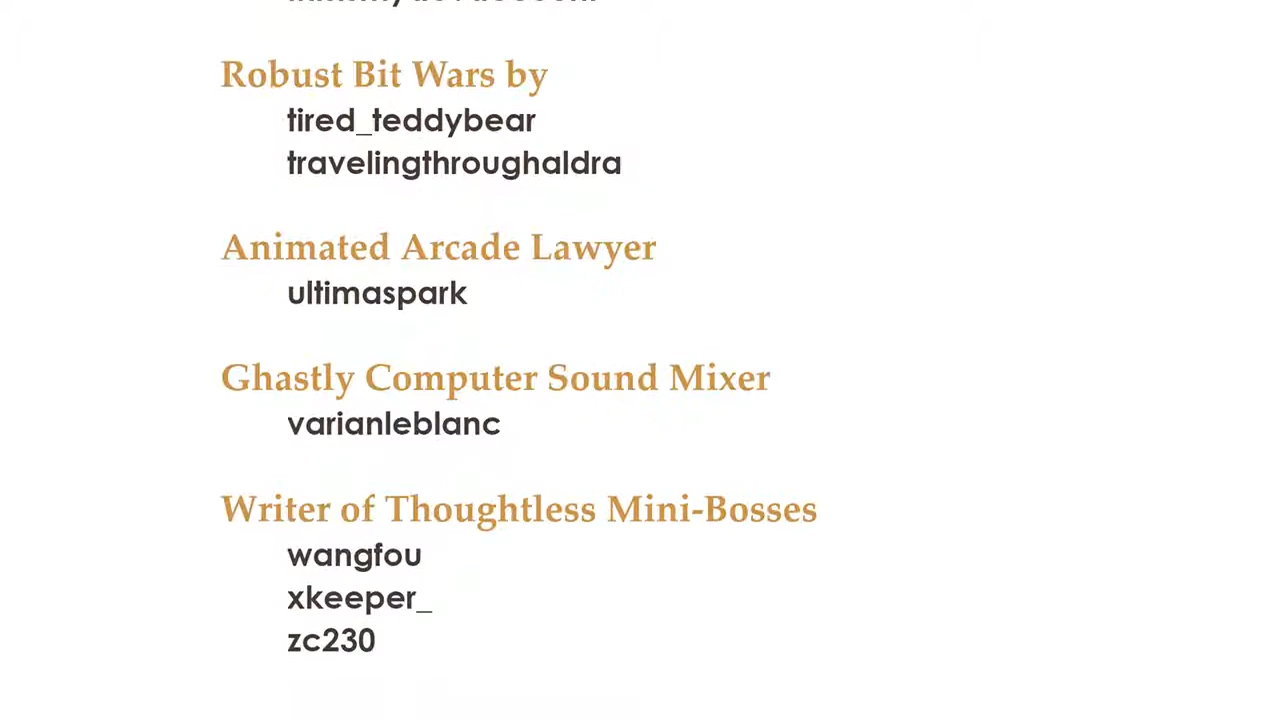 Robust Bit Wars by
tired_teddybear
travelingthroughaldra
Animated Arcade Lawyer
ultimaspark
Ghastly Computer Sound Mixer
varianleblanc
Writer of Thoughtless Mini-Bosses
wangfou
xkeeper_
zc230